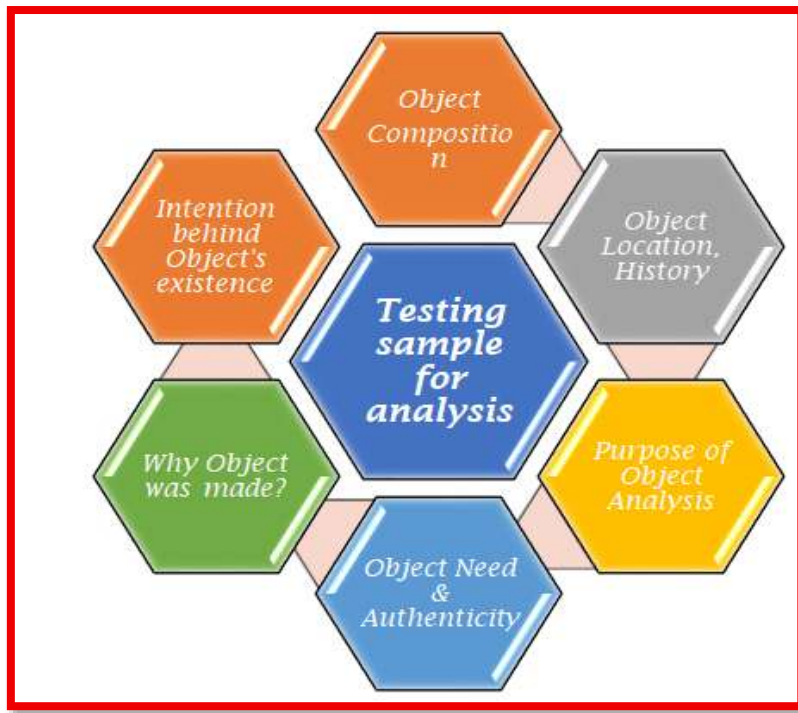 Object
Compositio
n
Object
Location,
History
Purpose of
Object
Analysis
Object Need
&
Authenticity
Why Object
was made?
Intention
behind
Object's
existence
Testing
sample
for
analysis